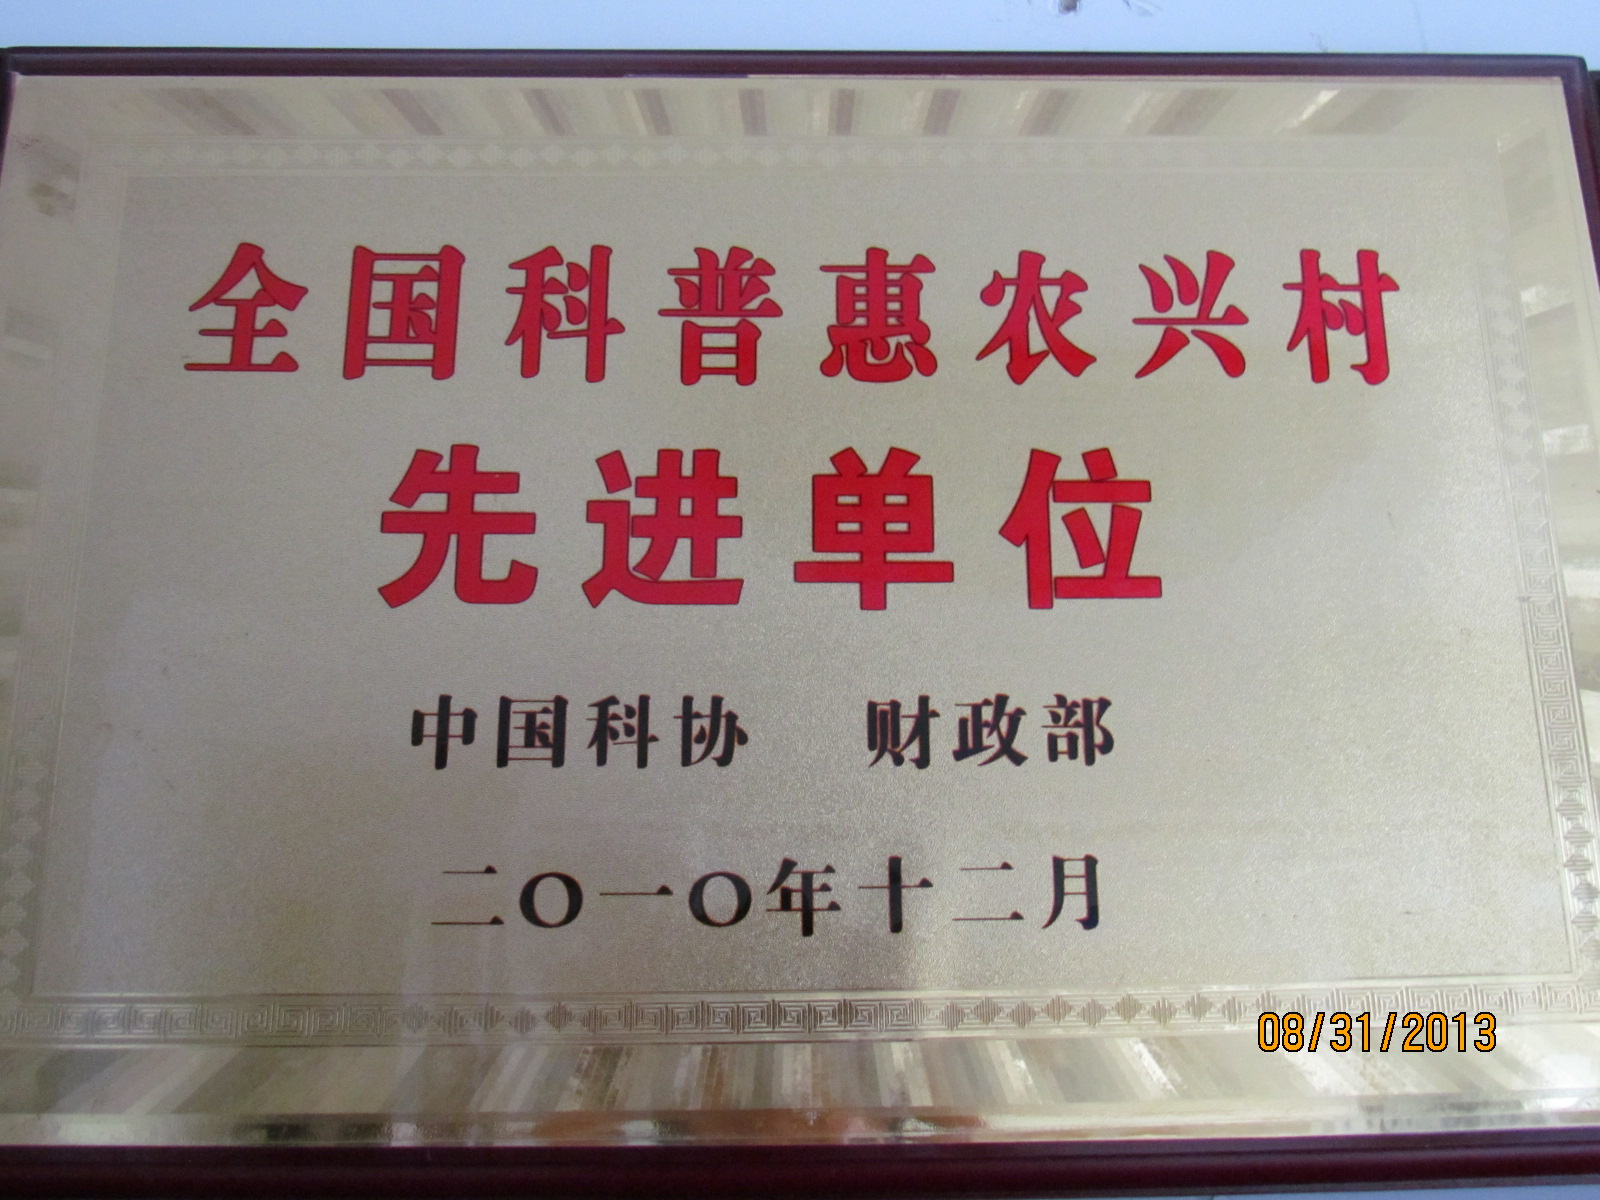 全国科普惠农兴村
先进单位
中国科协 财政部
二〇一〇年十二月
08/31/2013